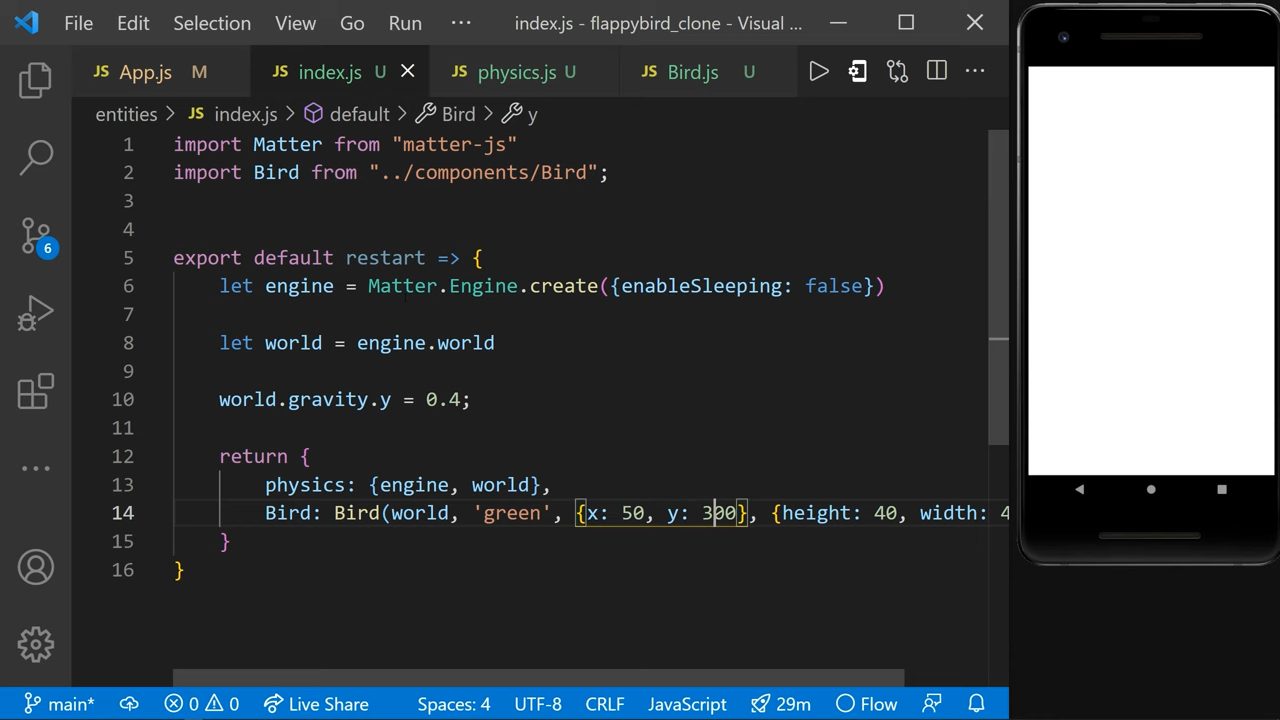 File Edit Selection View Go Run ··· index.js - flappybird_clone - Visual ...
JS App.js M JS index.js U JS physics.js U JS Bird.js U
entities > JS index.js > default > Bird > y
1 import Matter from "matter-js"
2 import Bird from "../components/Bird";
3
4
5 export default restart => {
6 let engine = Matter.Engine.create({enableSleeping: false})
7
8 let world = engine.world
9
10 world.gravity.y = 0.4;
11
12 return {
13 physics: {engine, world},
14 Bird: Bird(world, 'green', {x: 50, y: 300}, {height: 40, width: 4
15 }
16 }
6
main* 0 0 Live Share Spaces: 4 UTF-8 CRLF JavaScript 29m Flow